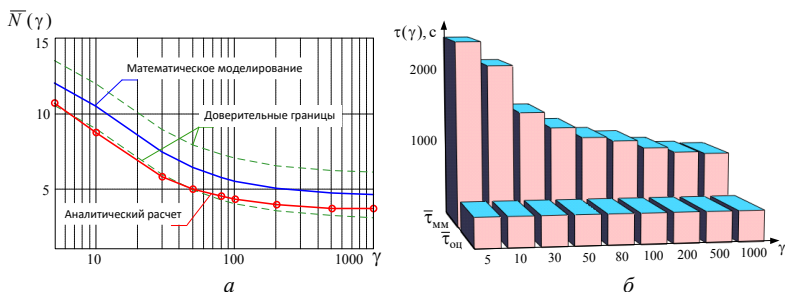 N̅(γ)
15
10
5
Математическое моделирование
Доверительные границы
Аналитический расчет
10 100 1000 γ
а
τ(γ), с
2000
1000
τ̅мм
τ̅оц
5 10 30 50 80 100 200 500 1000 γ
б